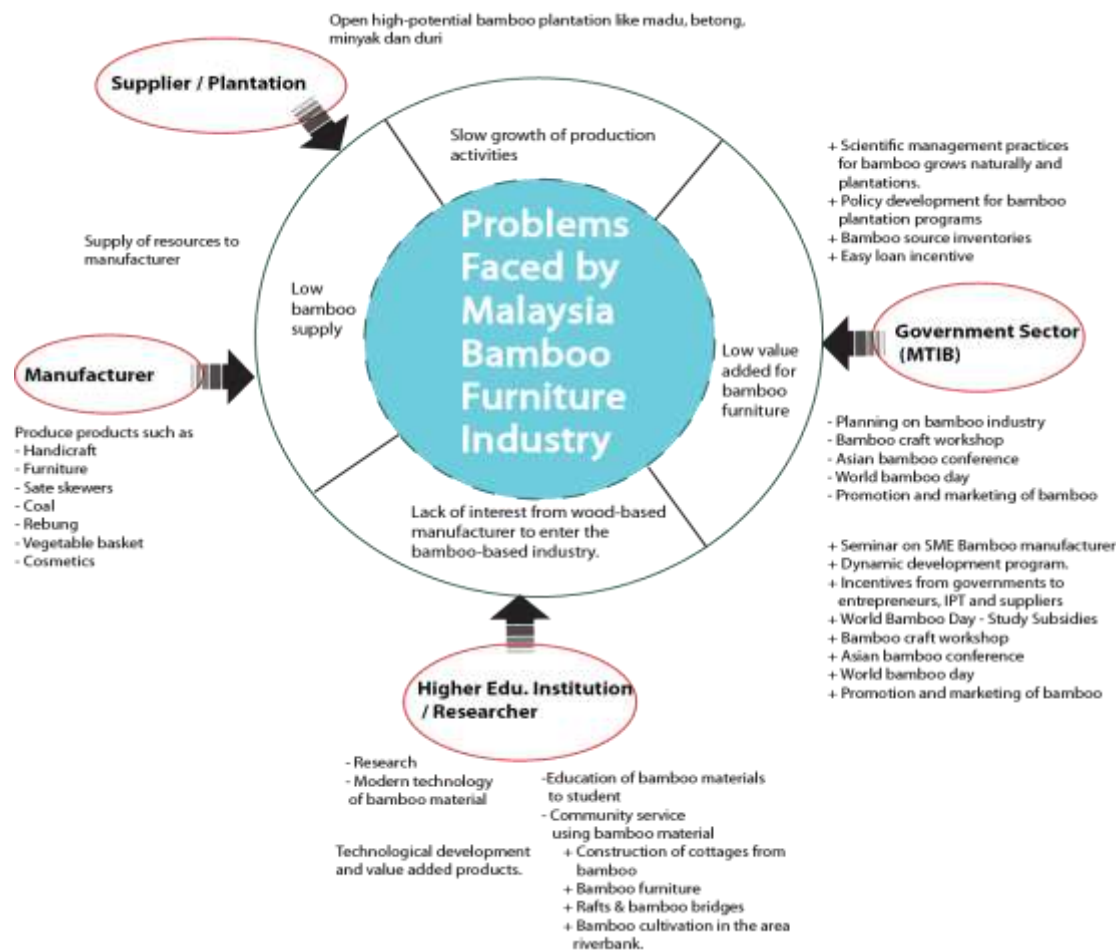 Open high-potential bamboo plantation like madu, betong,
minyak dan duri
Supplier / Plantation
Slow growth of production
activities
+ Scientific management practices
for bamboo grows naturally and
plantations.
+ Policy development for bamboo
plantation programs
+ Bamboo source inventories
+ Easy loan incentive
Supply of resources to
manufacturer
Low
bamboo
supply
Problems
Faced by
Malaysia
Bamboo
Furniture
Industry
Low value
added for
bamboo
furniture
Government Sector
(MTIB)
Manufacturer
Produce products such as
- Handicraft
- Furniture
- Sate skewers
- Coal
- Rebung
- Vegetable basket
- Cosmetics
- Planning on bamboo industry
- Bamboo craft workshop
- Asian bamboo conference
- World bamboo day
- Promotion and marketing of bamboo
Lack of interest from wood-based
manufacturer to enter the
bamboo-based industry.
+ Seminar on SME Bamboo manufacturer
+ Dynamic development program.
+ Incentives from governments to
entrepreneurs, IPT and suppliers
+ World Bamboo Day - Study Subsidies
+ Bamboo craft workshop
+ Asian bamboo conference
+ World bamboo day
+ Promotion and marketing of bamboo
Higher Edu. Institution
/ Researcher
- Research
- Modern technology
of bamboo material
Technological development
and value added products.
-Education of bamboo materials
to student
- Community service
using bamboo material
+ Construction of cottages from
bamboo
+ Bamboo furniture
+ Rafts & bamboo bridges
+ Bamboo cultivation in the area
riverbank.